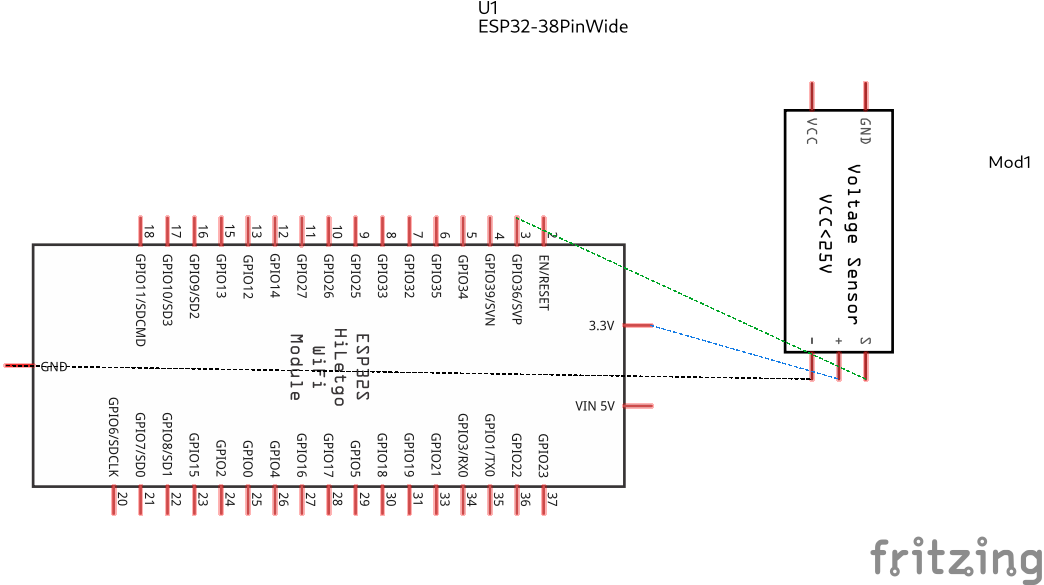 U1
ESP32-38PinWide
VCC
GND
Voltage Sensor
VCC<25V
-
+
S
Mod1
18
17
16
15
13
12
11
10
9
8
7
6
5
4
3
2
GPIO11/SDCMD
GPIO10/SD3
GPIO9/SD2
GPIO13
GPIO12
GPIO14
GPIO27
GPIO26
GPIO25
GPIO33
GPIO32
GPIO35
GPIO34
GPIO39/SVN
GPIO36/SVP
EN/RESET
3.3V
ESP32S
HiLetgo
WiFi
Module
GND
VIN 5V
GPIO6/SDCLK
GPIO7/SD0
GPIO8/SD1
GPIO15
GPIO2
GPIO0
GPIO4
GPIO16
GPIO17
GPIO5
GPIO18
GPIO19
GPIO21
GPIO3/RX0
GPIO1/TX0
GPIO22
GPIO23
20
21
22
23
24
25
26
27
28
29
30
31
33
34
35
36
37
fritzing